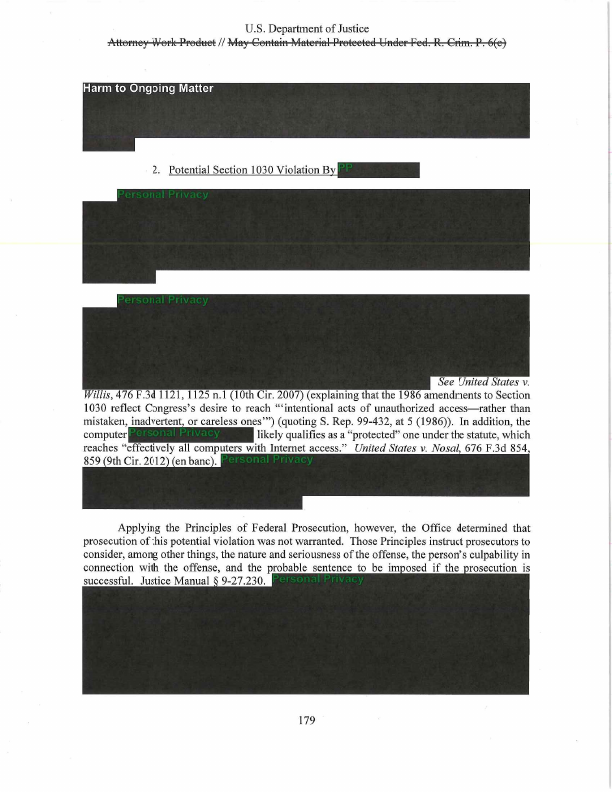 U.S. Department of Justice
Attorney Work Product // May Contain Material Protected Under Fed. R. Crim. P. 6(e)
Harm to Ongoing Matter
2. Potential Section 1030 Violation By PP
Personal Privacy
Personal Privacy
See United States v.
Willis, 476 F.3d 1121, 1125 n.1 (10th Cir. 2007) (explaining that the 1986 amendments to Section
1030 reflect Congress's desire to reach "'intentional acts of unauthorized access—rather than
mistaken, inadvertent, or careless ones'") (quoting S. Rep. 99-432, at 5 (1986)). In addition, the
computer Personal Privacy likely qualifies as a "protected" one under the statute, which
reaches "effectively all computers with Internet access." United States v. Nosal, 676 F.3d 854,
859 (9th Cir. 2012) (en banc). Personal Privacy
Applying the Principles of Federal Prosecution, however, the Office determined that
prosecution of this potential violation was not warranted. Those Principles instruct prosecutors to
consider, among other things, the nature and seriousness of the offense, the person's culpability in
connection with the offense, and the probable sentence to be imposed if the prosecution is
successful. Justice Manual § 9-27.230. Personal Privacy
179